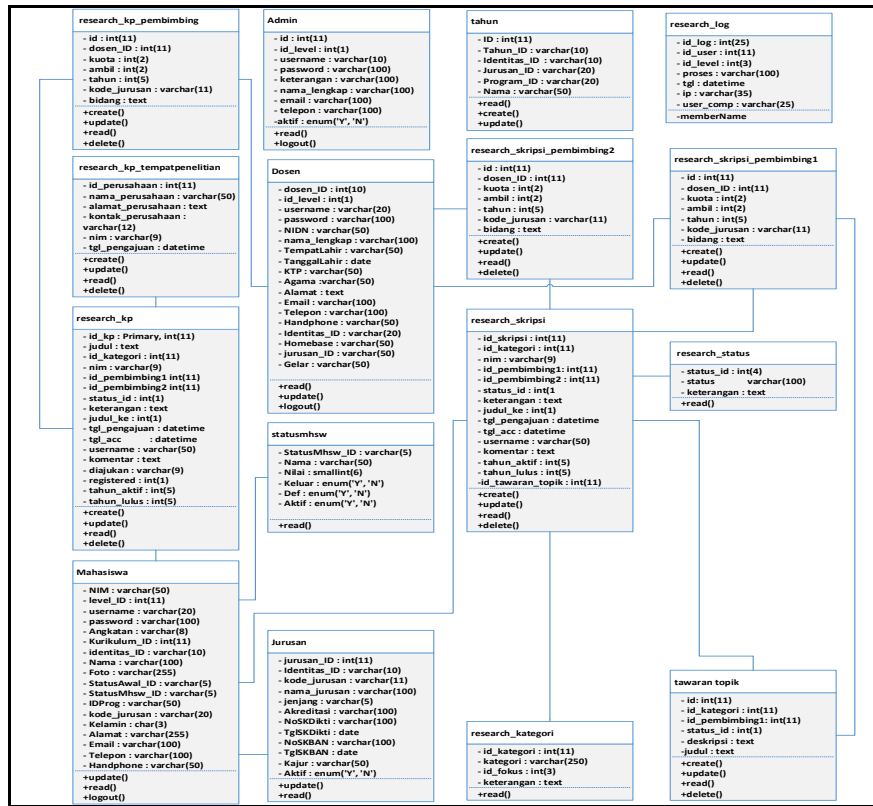 research_kp_pembimbing
- id : int(11)
- dosen_ID : int(11)
- kuota : int(2)
- ambil : int(2)
- tahun : int(5)
- kode_jurusan : varchar(11)
- bidang : text
+create()
+update()
+read()
+delete()
research_kp_tempatpenelitian
- id_perusahaan : int(11)
- nama_perusahaan : varchar(50)
- alamat_perusahaan : text
- kontak_perusahaan :
varchar(12)
- nim : varchar(9)
- tgl_pengajuan : datetime
+create()
+update()
+read()
+delete()
research_kp
- id_kp : Primary, int(11)
- judul : text
- id_kategori : int(11)
- nim : varchar(9)
- id_pembimbing1 int(11)
- id_pembimbing2 int(11)
- status_id : int(1)
- keterangan : text
- judul_ke : int(1)
- tgl_pengajuan : datetime
- tgl_acc : datetime
- username : varchar(50)
- komentar : text
- diajukan : varchar(9)
- registered : int(1)
- tahun_aktif : int(5)
- tahun_lulus : int(5)
+create()
+update()
+read()
+delete()
Mahasiswa
- NIM : varchar(50)
- level_ID : int(11)
- username : varchar(20)
- password : varchar(100)
- Angkatan : varchar(8)
- Kurikulum_ID : int(11)
- identitas_ID : varchar(10)
- Nama : varchar(100)
- Foto : varchar(255)
- StatusAwal_ID : varchar(5)
- StatusMhsw_ID : varchar(5)
- IDProg : varchar(50)
- kode_jurusan : varchar(20)
- Kelamin : char(3)
- Alamat : varchar(255)
- Email : varchar(100)
- Telepon : varchar(100)
- Handphone : varchar(50)
+update()
+read()
+logout()
Admin
- id : int(11)
- id_level : int(1)
- username : varchar(10)
- password : varchar(100)
- keterangan : varchar(100)
- nama_lengkap : varchar(100)
- email : varchar(100)
- telepon : varchar(100)
-aktif : enum('Y', 'N')
+read()
+logout()
Dosen
- dosen_ID : int(10)
- id_level : int(1)
- username : varchar(20)
- password : varchar(100)
- NIDN : varchar(50)
- nama_lengkap : varchar(100)
- TempatLahir : varchar(50)
- TanggalLahir : date
- KTP : varchar(50)
- Agama :varchar(50)
- Alamat : text
- Email : varchar(100)
- Telepon : varchar(100)
- Handphone : varchar(50)
- Identitas_ID : varchar(20)
- Homebase : varchar(50)
- jurusan_ID : varchar(50)
- Gelar : varchar(50)
+read()
+update()
+logout()
statusmhsw
- StatusMhsw_ID : varchar(5)
- Nama : varchar(50)
- Nilai : smallint(6)
- Keluar : enum('Y', 'N')
- Def : enum('Y', 'N')
- Aktif : enum('Y', 'N')
+read()
Jurusan
- jurusan_ID : int(11)
- Identitas_ID : varchar(10)
- kode_jurusan : varchar(11)
- nama_jurusan : varchar(100)
- jenjang : varchar(5)
- Akreditasi : varchar(100)
- NoSKDikti : varchar(100)
- TglSKDikti : date
- NoSKBAN : varchar(100)
- TglSKBAN : date
- Kajur : varchar(50)
- Aktif : enum('Y', 'N')
+update()
+read()
tahun
- ID : int(11)
- Tahun_ID : varchar(10)
- Identitas_ID : varchar(10)
- Jurusan_ID : varchar(20)
- Program_ID : varchar(20)
- Nama : varchar(50)
+read()
+create()
+update()
research_skripsi_pembimbing2
- id : int(11)
- dosen_ID : int(11)
- kuota : int(2)
- ambil : int(2)
- tahun : int(5)
- kode_jurusan : varchar(11)
- bidang : text
+create()
+update()
+read()
+delete()
research_skripsi
- id_skripsi : int(11)
- id_kategori : int(11)
- nim : varchar(9)
- id_pembimbing1: int(11)
- id_pembimbing2 : int(11)
- status_id : int(1
- keterangan : text
- judul_ke : int(1)
- tgl_pengajuan : datetime
- tgl_acc : datetime
- username : varchar(50)
- komentar : text
- tahun_aktif : int(5)
- tahun_lulus : int(5)
-id_tawaran_topik : int(11)
+create()
+update()
+read()
+delete()
research_kategori
- id_kategori : int(11)
- kategori : varchar(250)
- id_fokus : int(3)
- keterangan : text
+read()
research_log
- id_log : int(25)
- id_user : int(11)
- id_level : int(3)
- proses : varchar(100)
- tgl : datetime
- ip : varchar(35)
- user_comp : varchar(25)
-memberName
research_skripsi_pembimbing1
- id : int(11)
- dosen_ID : int(11)
- kuota : int(2)
- ambil : int(2)
- tahun : int(5)
- kode_jurusan : varchar(11)
- bidang : text
+create()
+update()
+read()
+delete()
research_status
- status_id : int(4)
- status varchar(100)
- keterangan : text
+read()
tawaran topik
- id: int(11)
- id_kategori : int(11)
- id_pembimbing1: int(11)
- status_id : int(1)
- deskripsi : text
-judul : text
+create()
+update()
+read()
+delete()